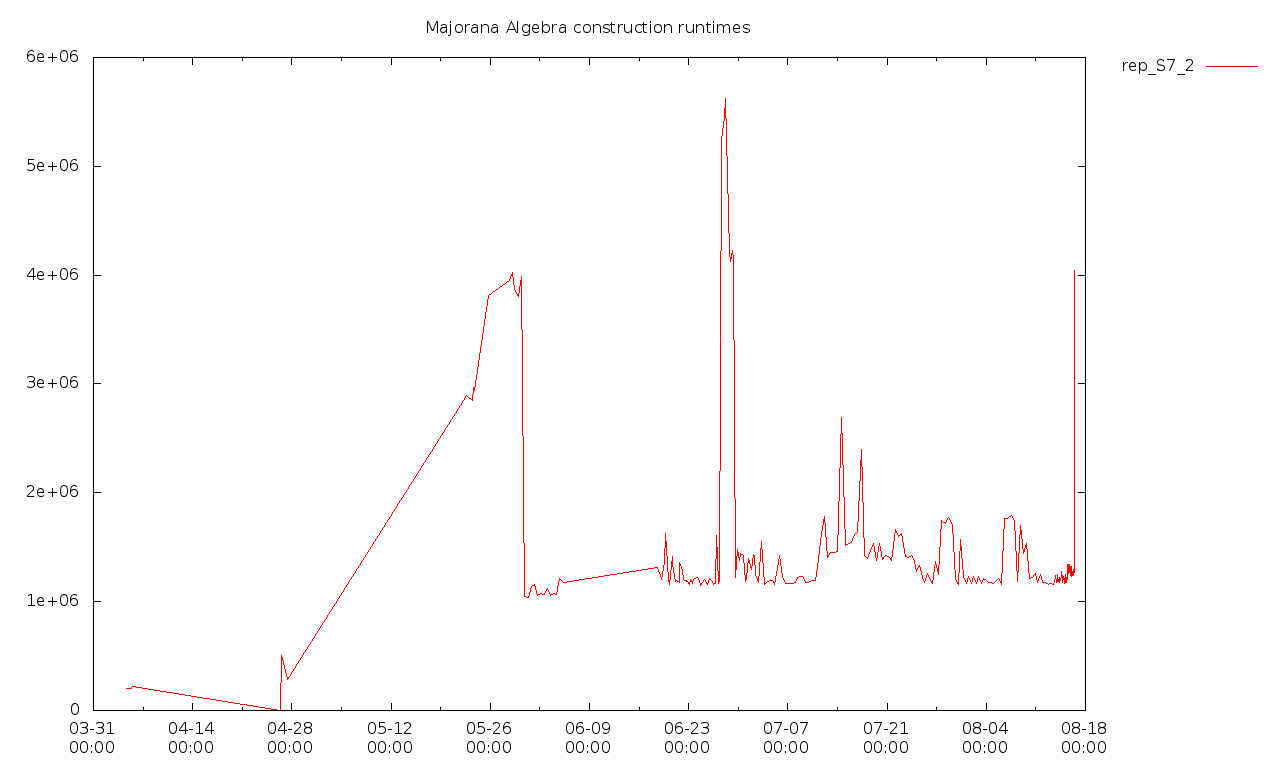 Majorana Algebra construction runtimes
rep_S7_2
6e+06
5e+06
4e+06
3e+06
2e+06
1e+06
0
03-31 04-14 04-28 05-12 05-26 06-09 06-23 07-07 07-21 08-04 08-18
00:00 00:00 00:00 00:00 00:00 00:00 00:00 00:00 00:00 00:00 00:00